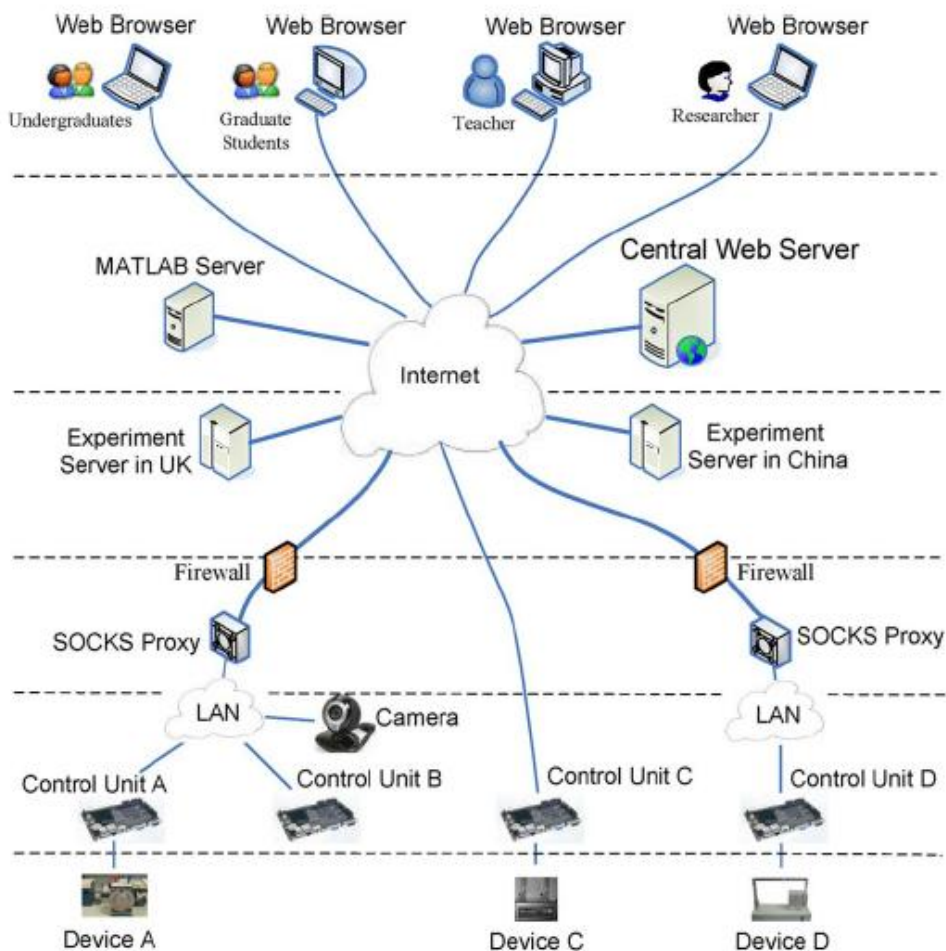 Web Browser
Web Browser
Web Browser
Web Browser
Undergraduates
Graduate
Students
Teacher
Researcher
MATLAB Server
Central Web Server
Internet
Experiment
Server in UK
Experiment
Server in China
Firewall
Firewall
SOCKS Proxy
SOCKS Proxy
LAN
Camera
LAN
Control Unit A
Control Unit B
Control Unit C
Control Unit D
Device A
Device C
Device D